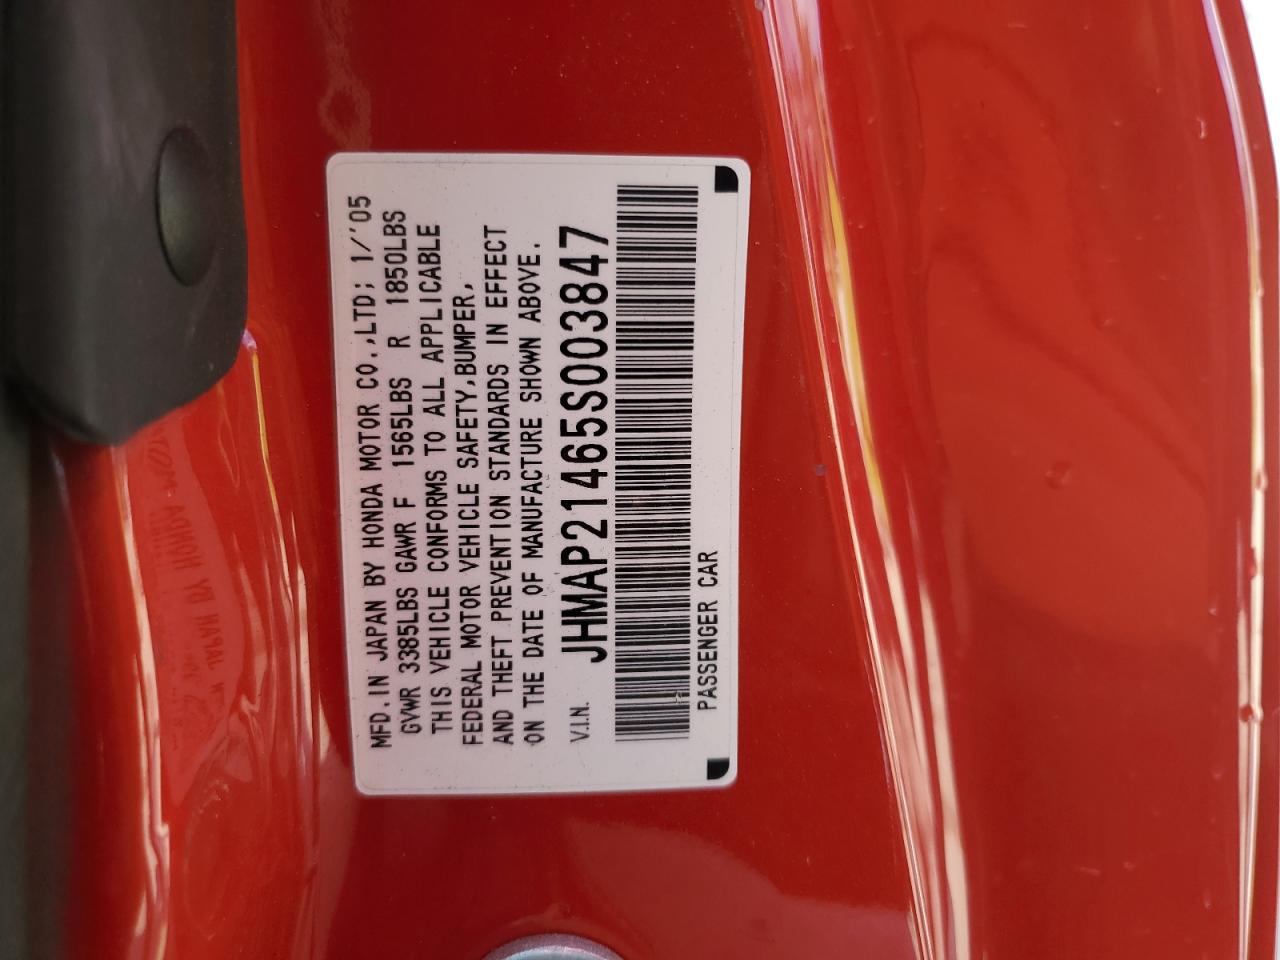 MFD.IN JAPAN BY HONDA MOTOR CO.,LTD; 1/'05
GVWR 3385LBS GAWR F 1565LBS R 1850LBS
THIS VEHICLE CONFORMS TO ALL APPLICABLE
FEDERAL MOTOR VEHICLE SAFETY,BUMPER,
AND THEFT PREVENTION STANDARDS IN EFFECT
ON THE DATE OF MANUFACTURE SHOWN ABOVE.
V.I.N. JHMAP21465S003847
PASSENGER CAR